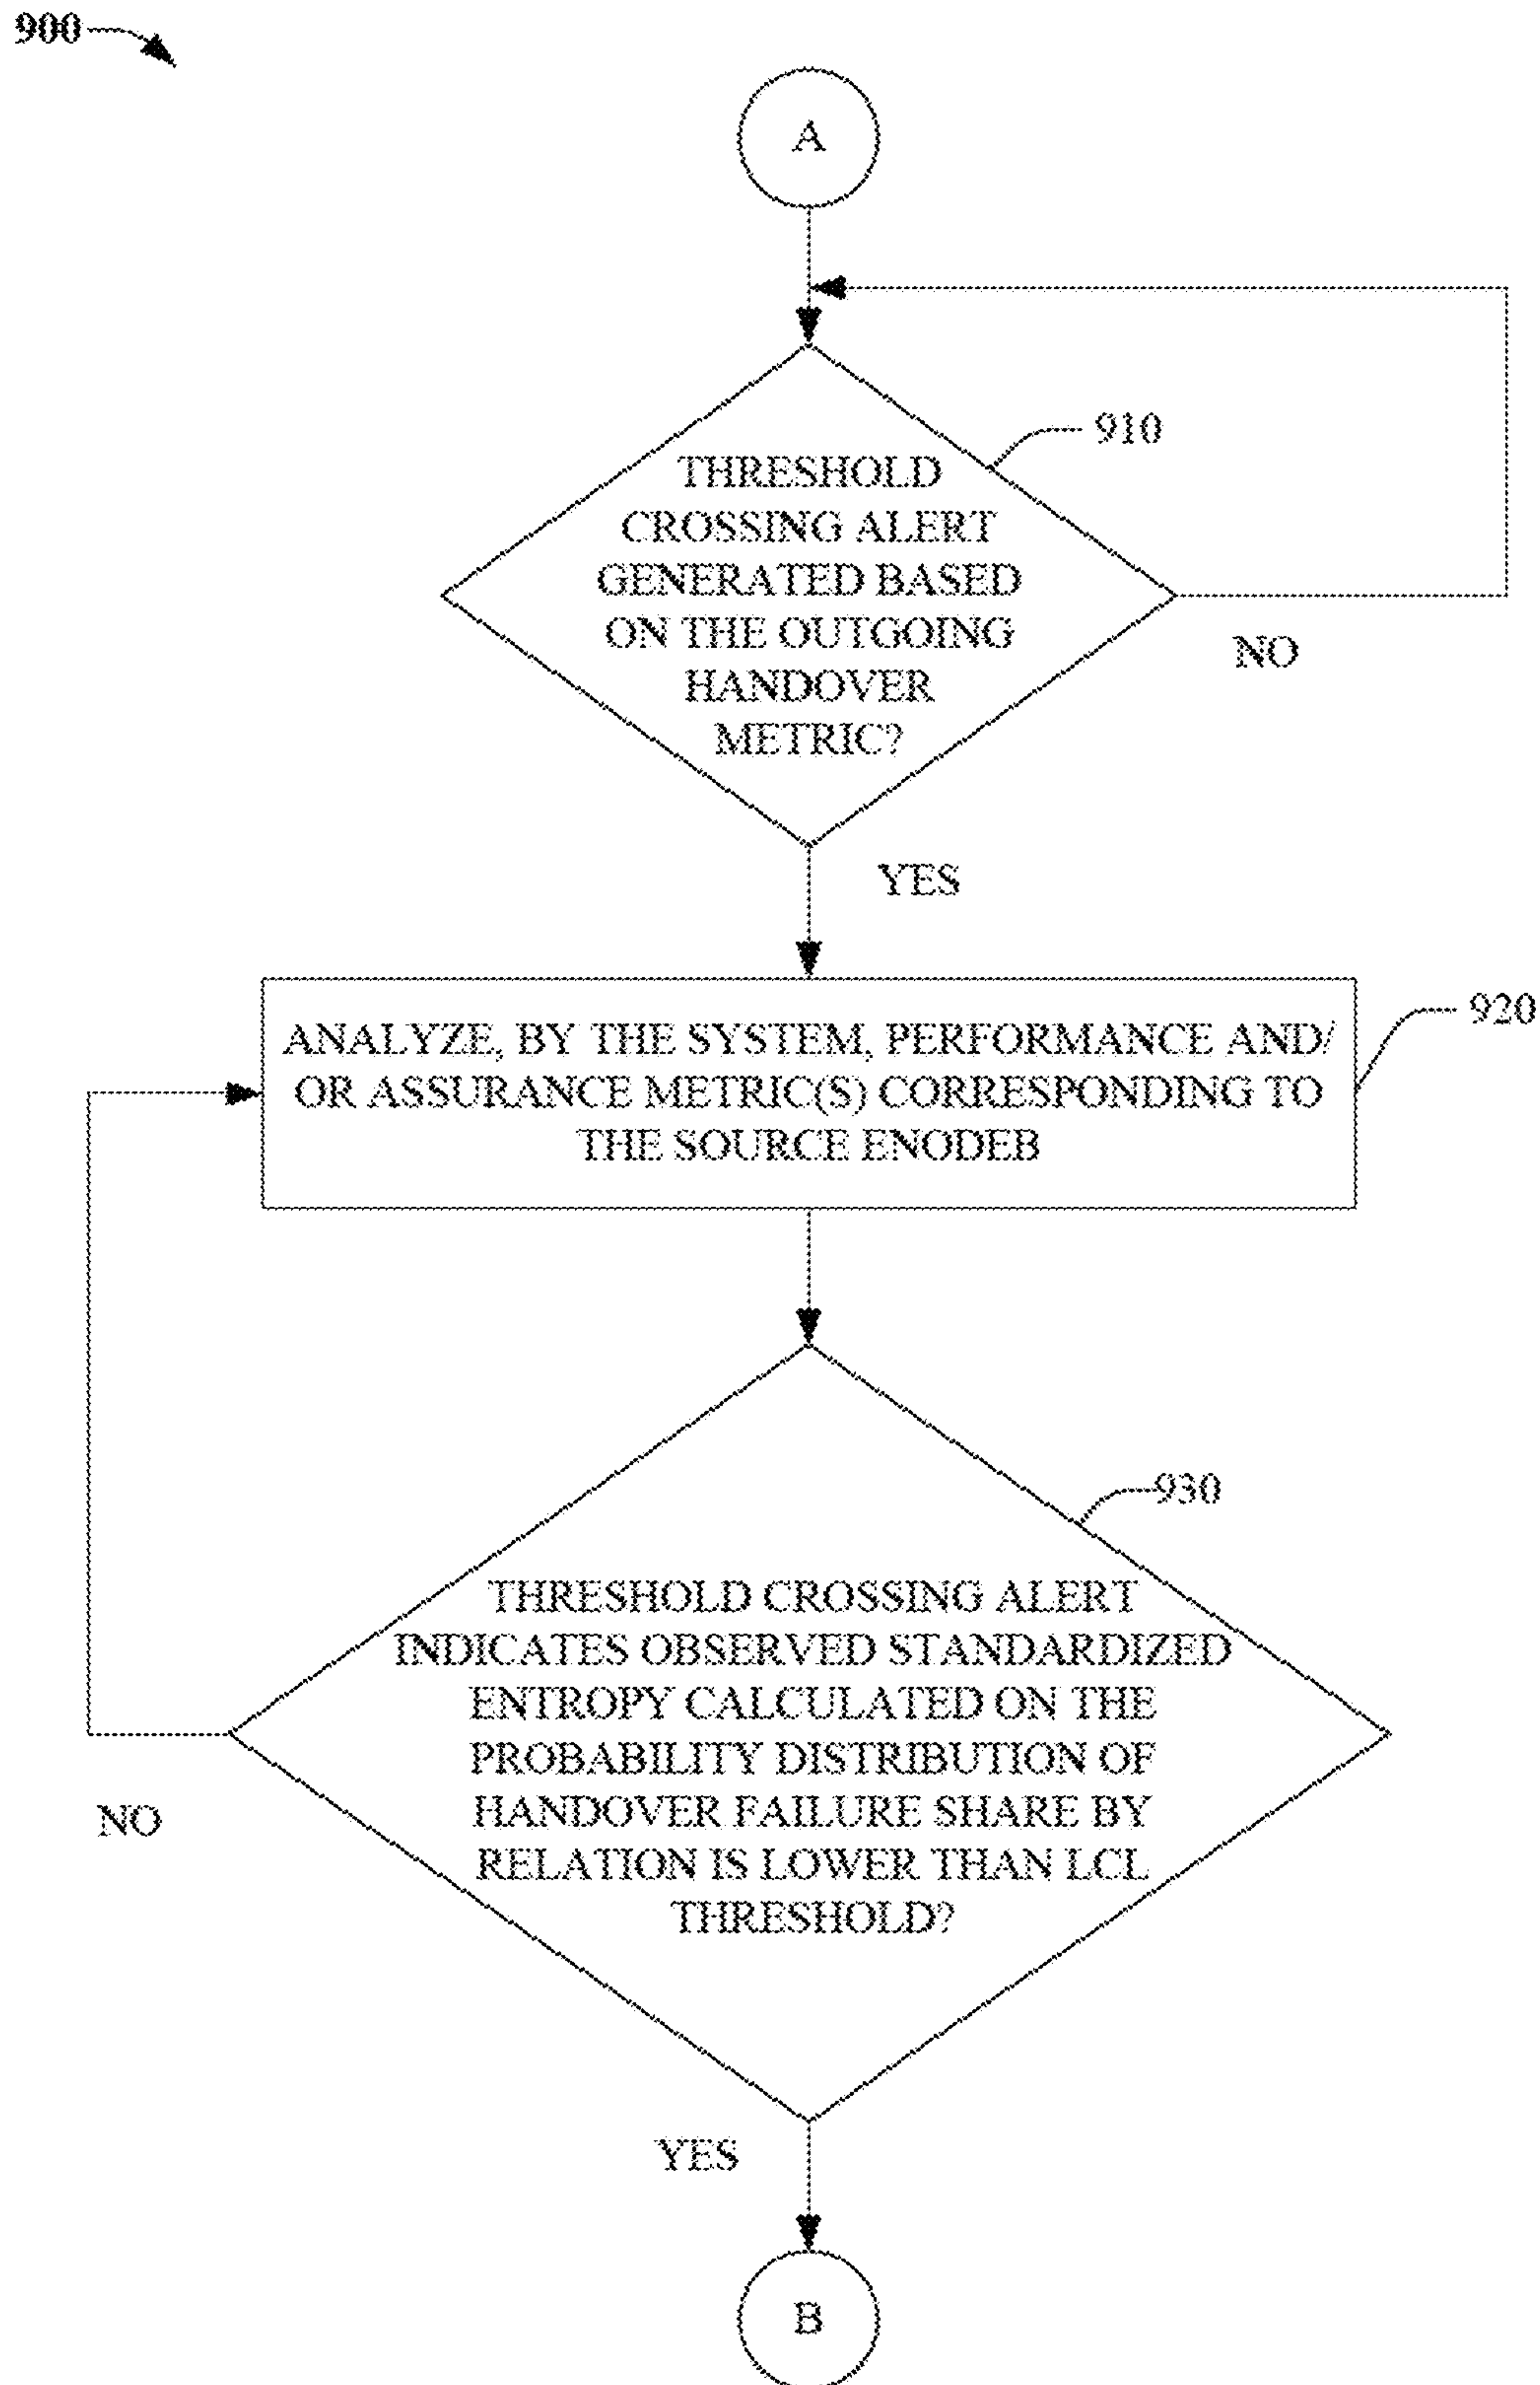 900
A
910
THRESHOLD
CROSSING ALERT
GENERATED BASED
ON THE OUTGOING
HANDOVER
METRIC?
NO
YES
920
ANALYZE, BY THE SYSTEM, PERFORMANCE AND/
OR ASSURANCE METRIC(S) CORRESPONDING TO
THE SOURCE ENODEB
930
THRESHOLD CROSSING ALERT
INDICATES OBSERVED STANDARDIZED
ENTROPY CALCULATED ON THE
PROBABILITY DISTRIBUTION OF
HANDOVER FAILURE SHARE BY
RELATION IS LOWER THAN LCL
THRESHOLD?
NO
YES
B